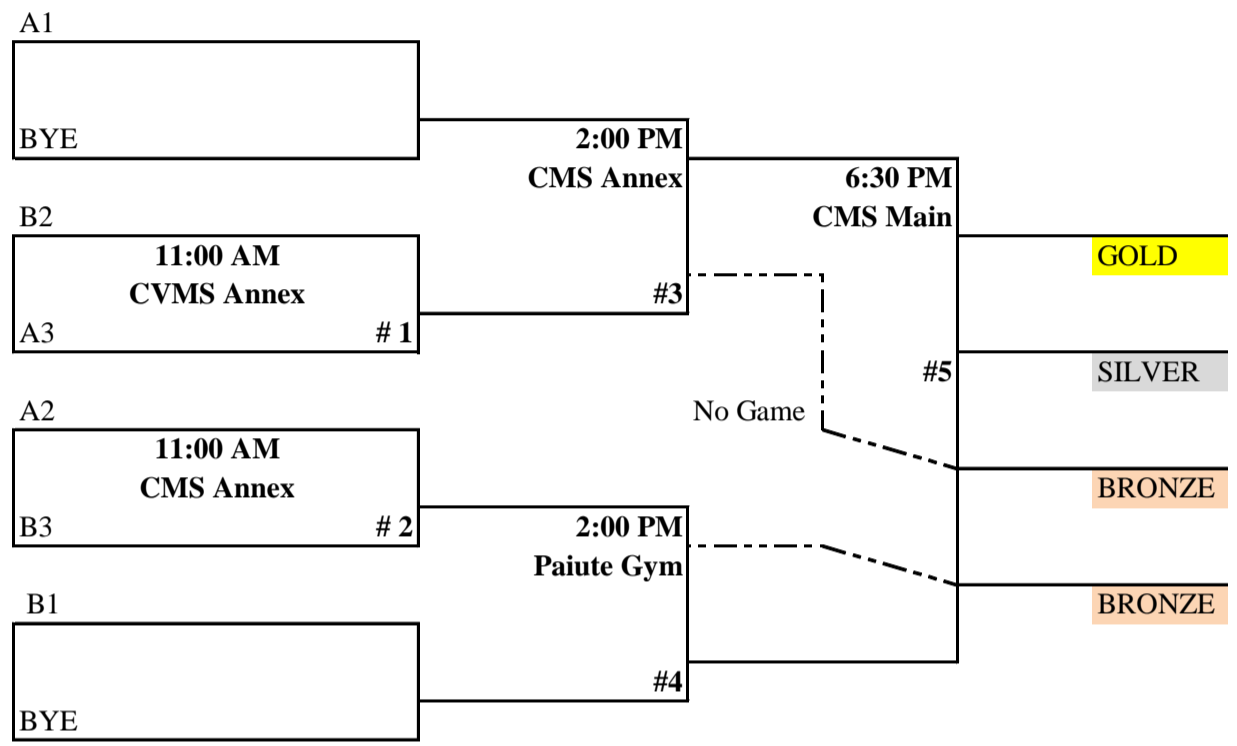 A1
BYE
2:00 PM
CMS Annex
#3
B2
11:00 AM
CVMS Annex
A3
# 1
6:30 PM
CMS Main
#5
A2
11:00 AM
CMS Annex
B3
# 2
2:00 PM
Paiute Gym
#4
B1
BYE
No Game
GOLD
SILVER
BRONZE
BRONZE